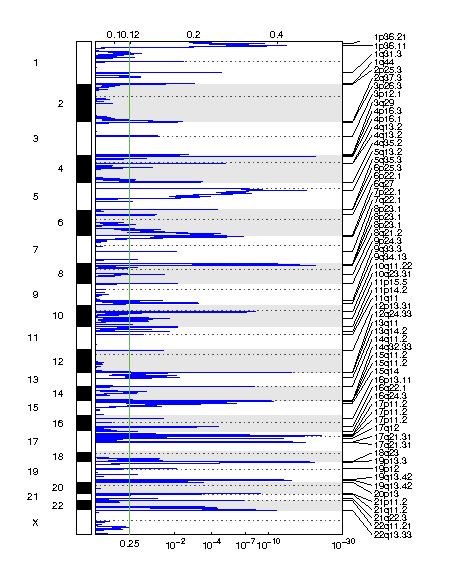 0.10.12 0.2 0.4
1
2
3
4
5
6
7
8
9
10
11
12
13
14
15
16
17
18
19
20
21
22
X
1p36.21
1p36.11
1q31.3
1q44
2p25.3
2q37.3
3p26.3
3p12.1
3q29
4p16.3
4p16.1
4q13.2
4q13.2
4q35.2
5q13.2
5q35.3
6p25.3
6p22.1
6q27
7p22.1
7q22.1
8p23.1
8p23.1
8p23.1
8q21.2
9p24.3
9q33.3
9q34.13
10q11.22
10q23.31
11p15.5
11p14.2
11q11
12p13.31
12q24.33
13q11
13q14.2
14q11.2
14q32.33
15q11.2
15q11.2
15q14
16p13.11
16q22.1
16q24.3
17p11.2
17p11.2
17p11.2
17q12
17q21.31
17q21.31
18q23
19p13.3
19p12
19q13.42
19q13.42
20p13
21p11.2
21q11.2
21q22.3
22q11.21
22q13.33
0.25 10⁻² 10⁻⁴ 10⁻⁷ 10⁻¹⁰ 10⁻³⁰